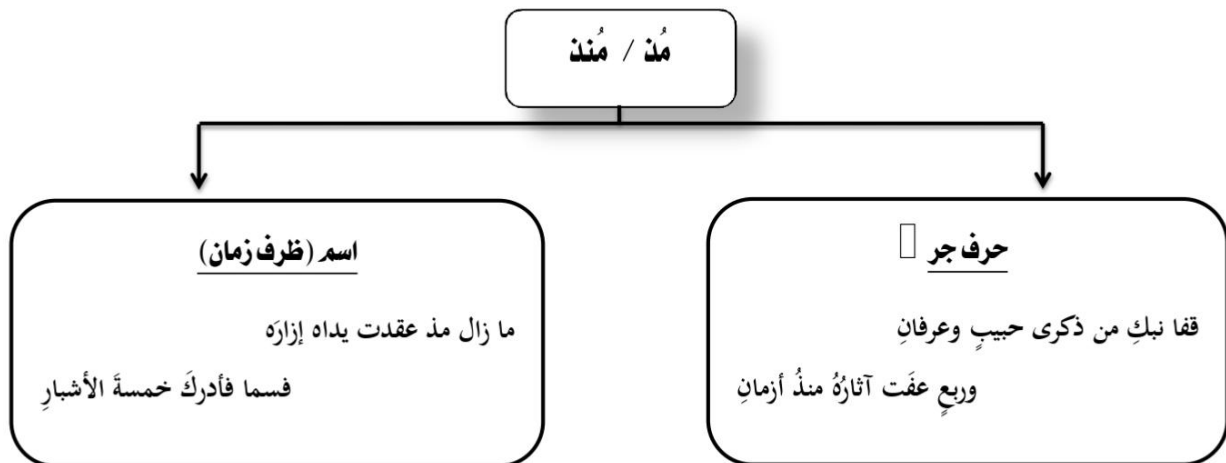 مُذ / مُنذ
حرف جر
قفا نبكِ من ذكرى حبيبٍ وعرفانِ
وربعٍ عفَت آثارُهُ منذُ أزمانِ
اسم (ظرف زمان)
ما زال مذ عقدت يداه إزارَه
فسما فأدركَ خمسةَ الأشبارِ